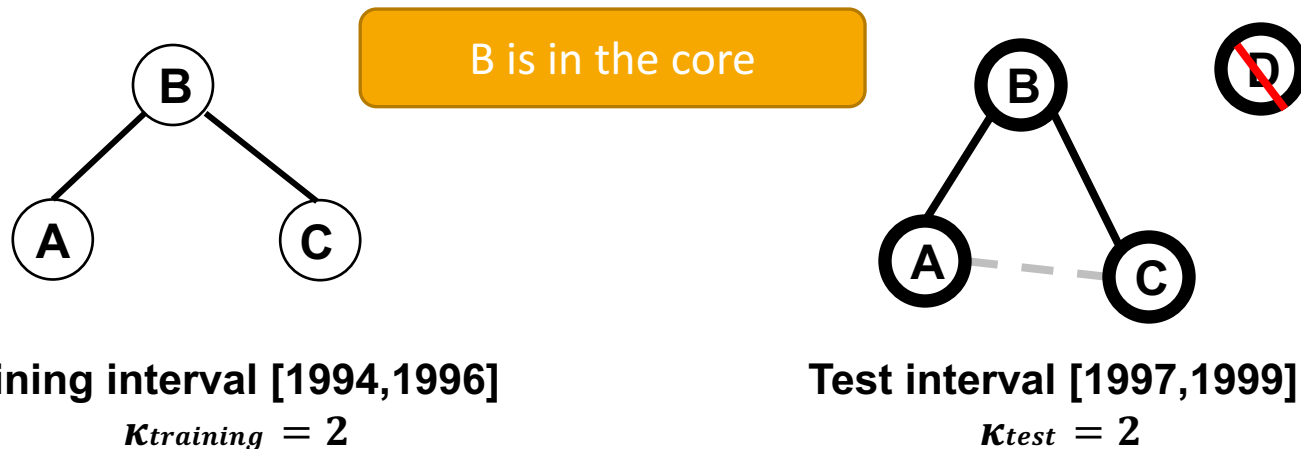 B is in the core
B
B
D
A
C
A
C
ining interval [1994,1996]
Test interval [1997,1999]
κtraining = 2
κtest = 2